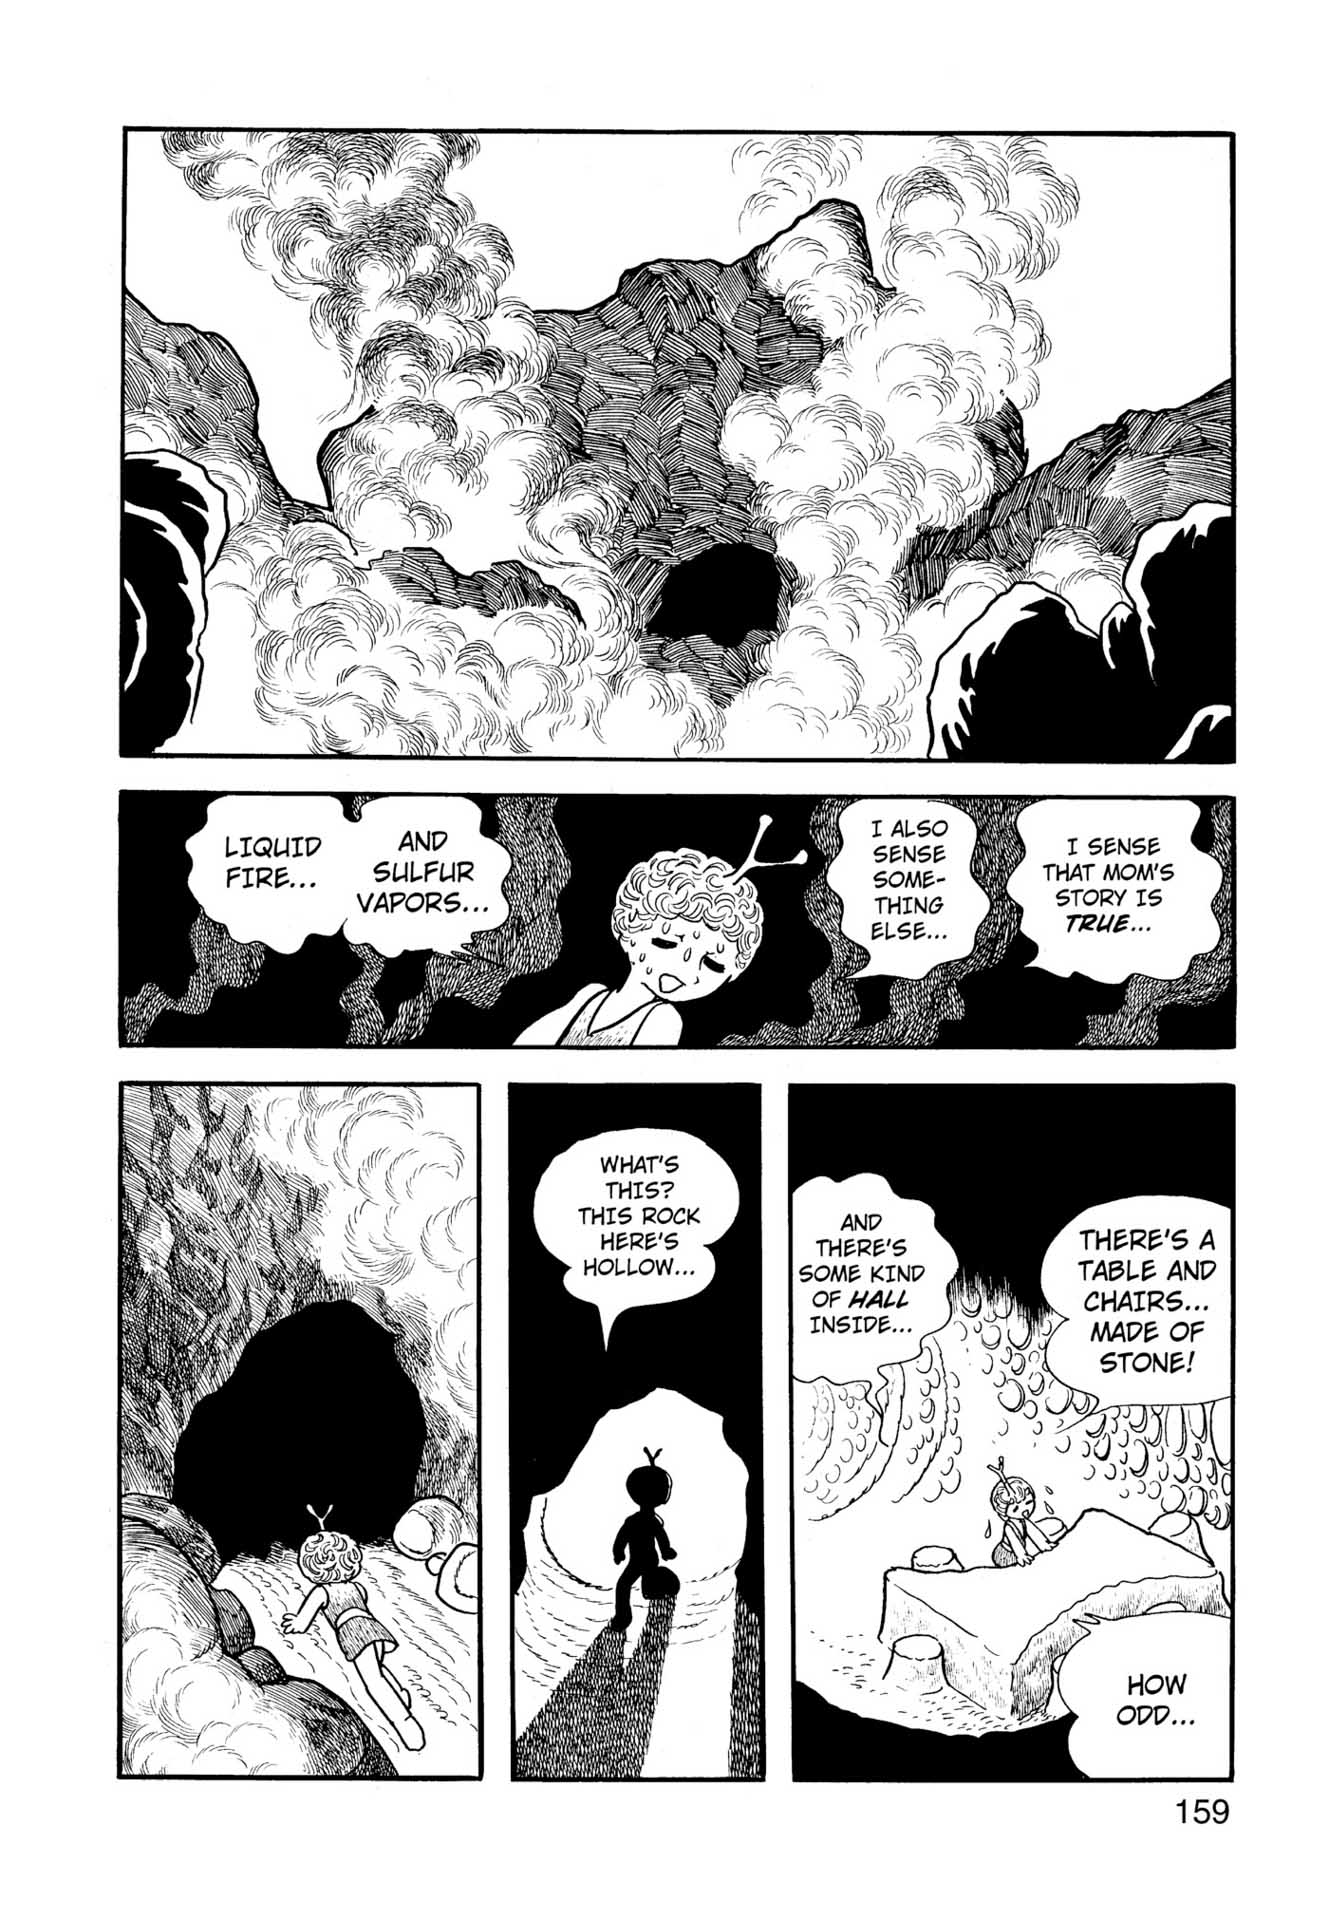 LIQUID
FIRE...
AND
SULFUR
VAPORS...
I ALSO
SENSE
SOME-
THING
ELSE...
I SENSE
THAT MOM'S
STORY IS
TRUE...
WHAT'S
THIS?
THIS ROCK
HERE'S
HOLLOW...
AND
THERE'S
SOME KIND
OF HALL
INSIDE...
THERE'S A
TABLE AND
CHAIRS...
MADE OF
STONE!
HOW
ODD...
159